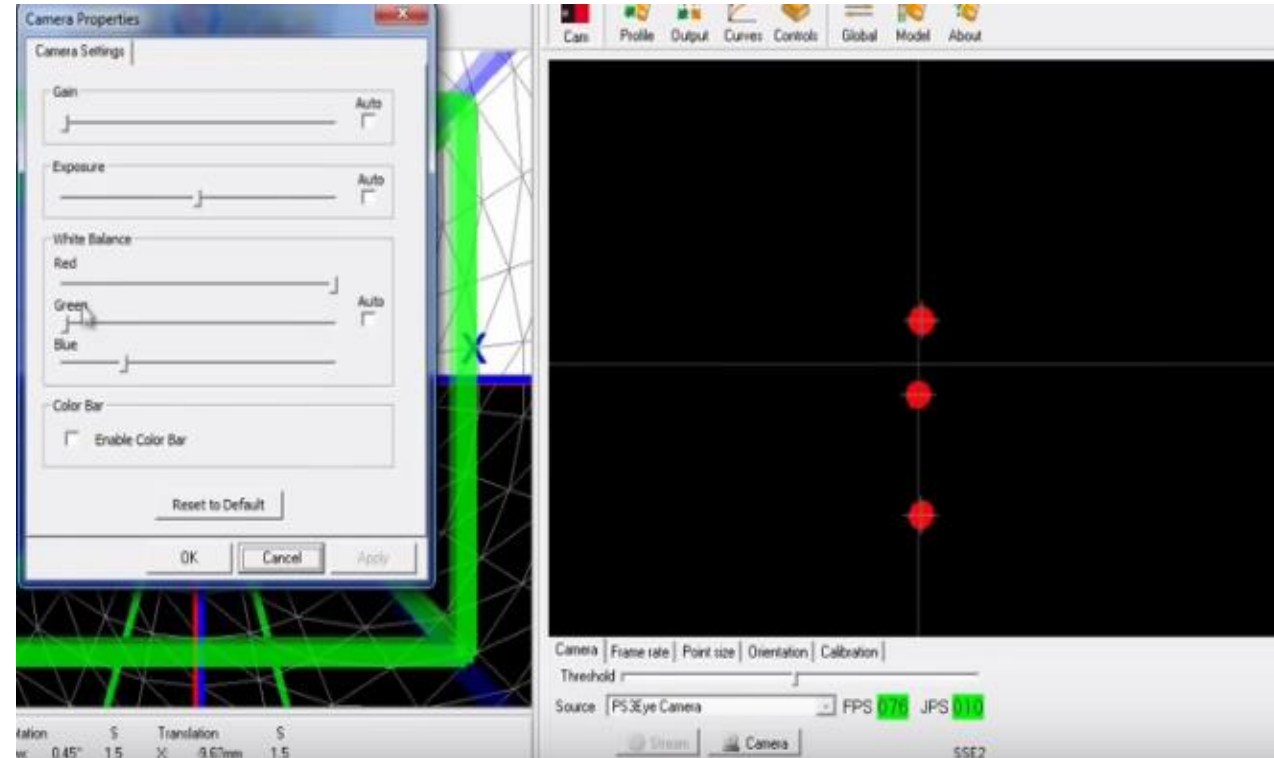 Camera Properties
Camera Settings
Gain
Auto
Exposure
Auto
White Balance
Red
Green
Auto
Blue
Color Bar
Enable Color Bar
Reset to Default
OK Cancel Apply
X
Cam Profile Output Curves Controls Global Model About
Camera Frame rate Point size Orientation Calibration
Threshold
Source PS3Eye Camera FPS 076 JPS 010
Stream Camera
SSE2
S Translation S
0.45° 1.5 X: 1.5